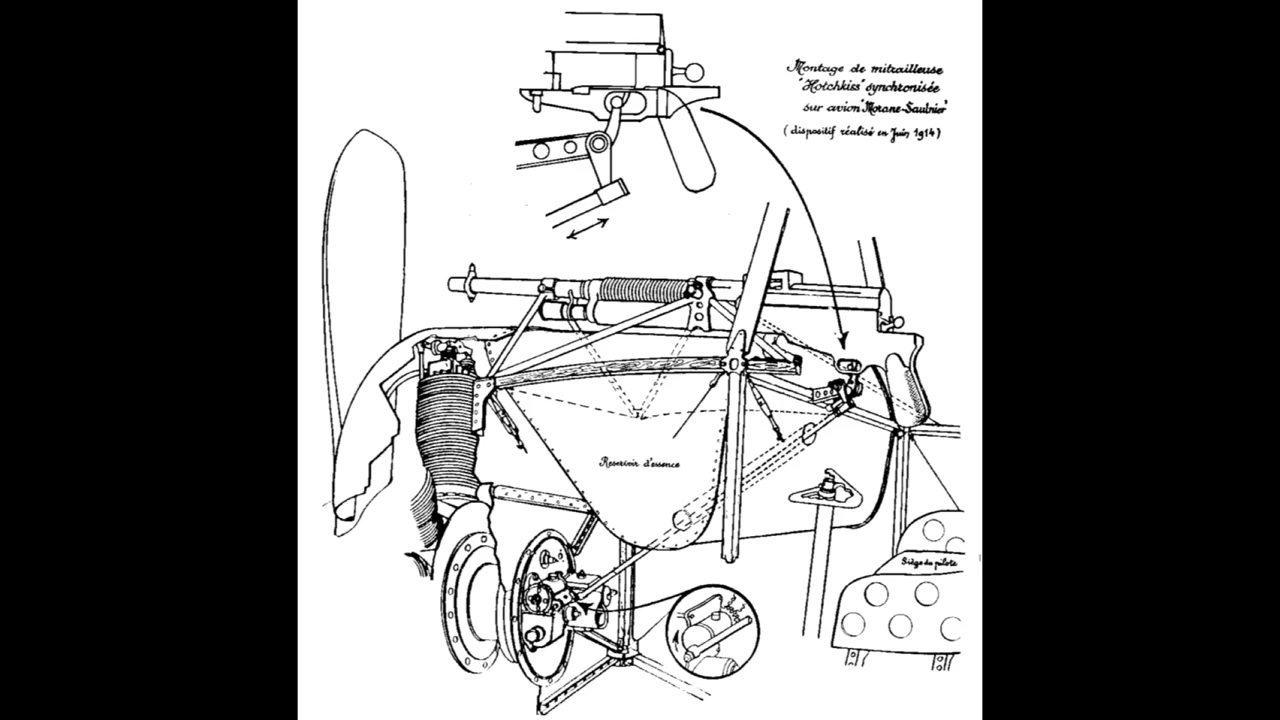 Montage de mitrailleuse
"Hotchkiss" synchronisée
sur avion "Morane-Saulnier"
(dispositif réalisé en Juin 1914)
Reservoir d'essence
Siège du pilote